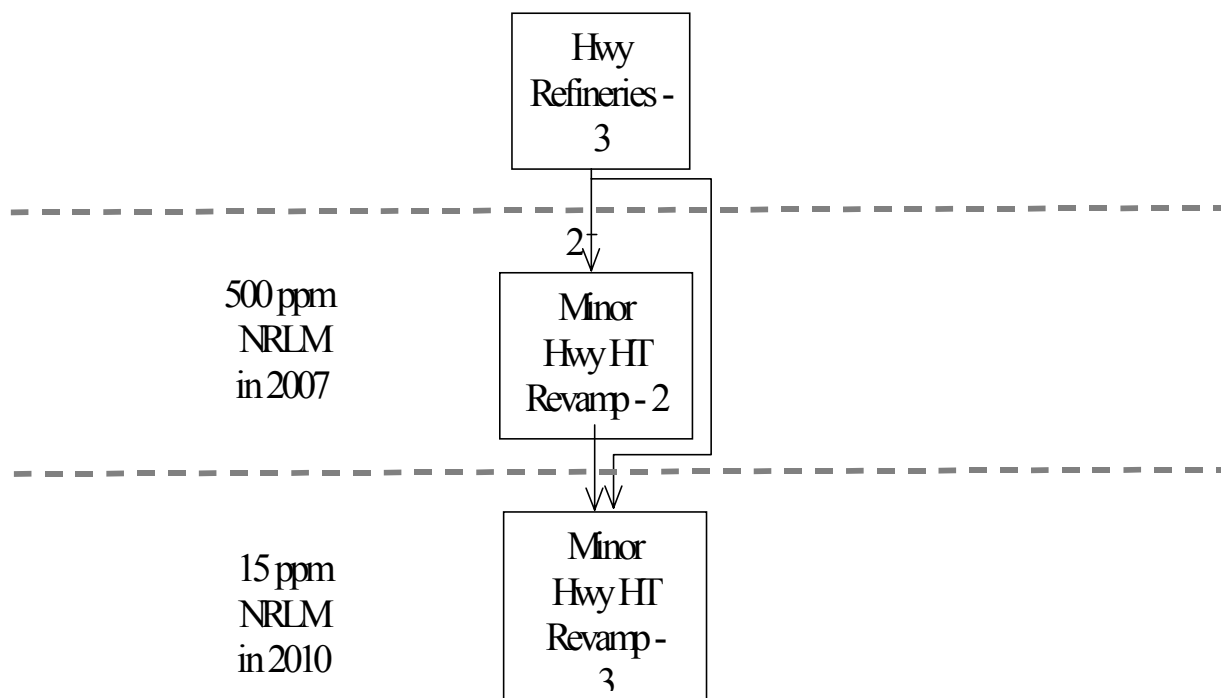 Hwy
Refineries -
3
2
500 ppm
NRLM
in 2007
Minor
Hwy HT
Revamp - 2
15 ppm
NRLM
in 2010
Minor
Hwy HT
Revamp -
3